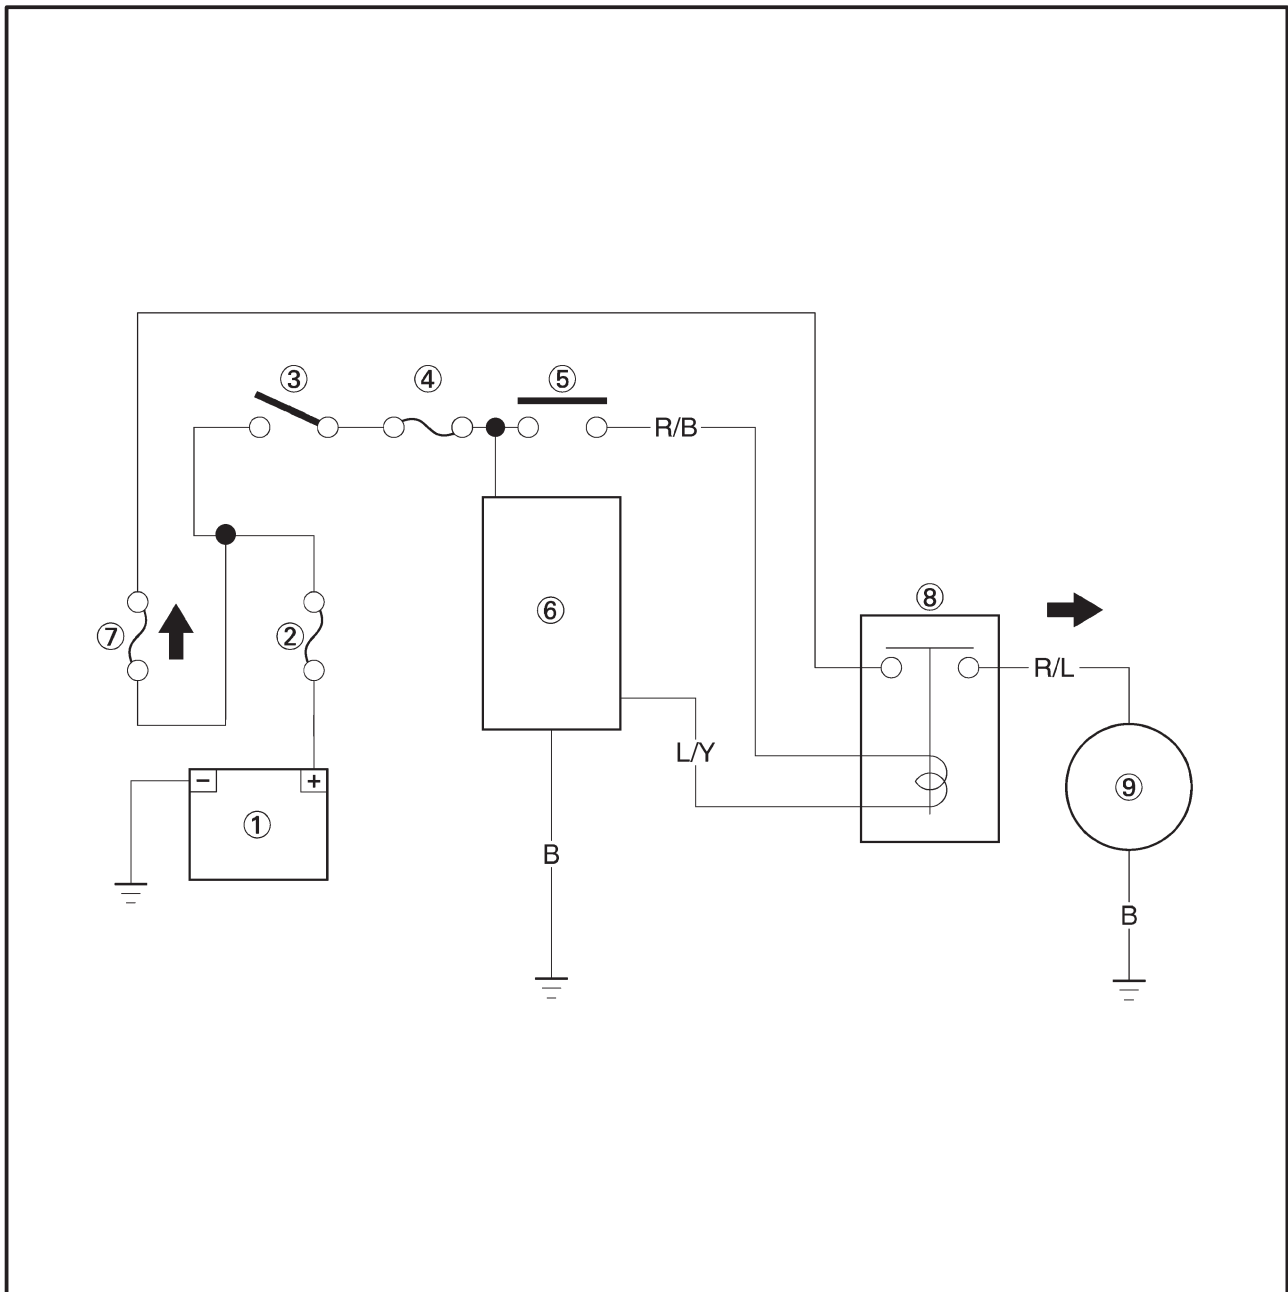 ③
④
⑤
R/B
⑥
⑧
⑦
②
R/L
L/Y
− +
⑨
①
B
B